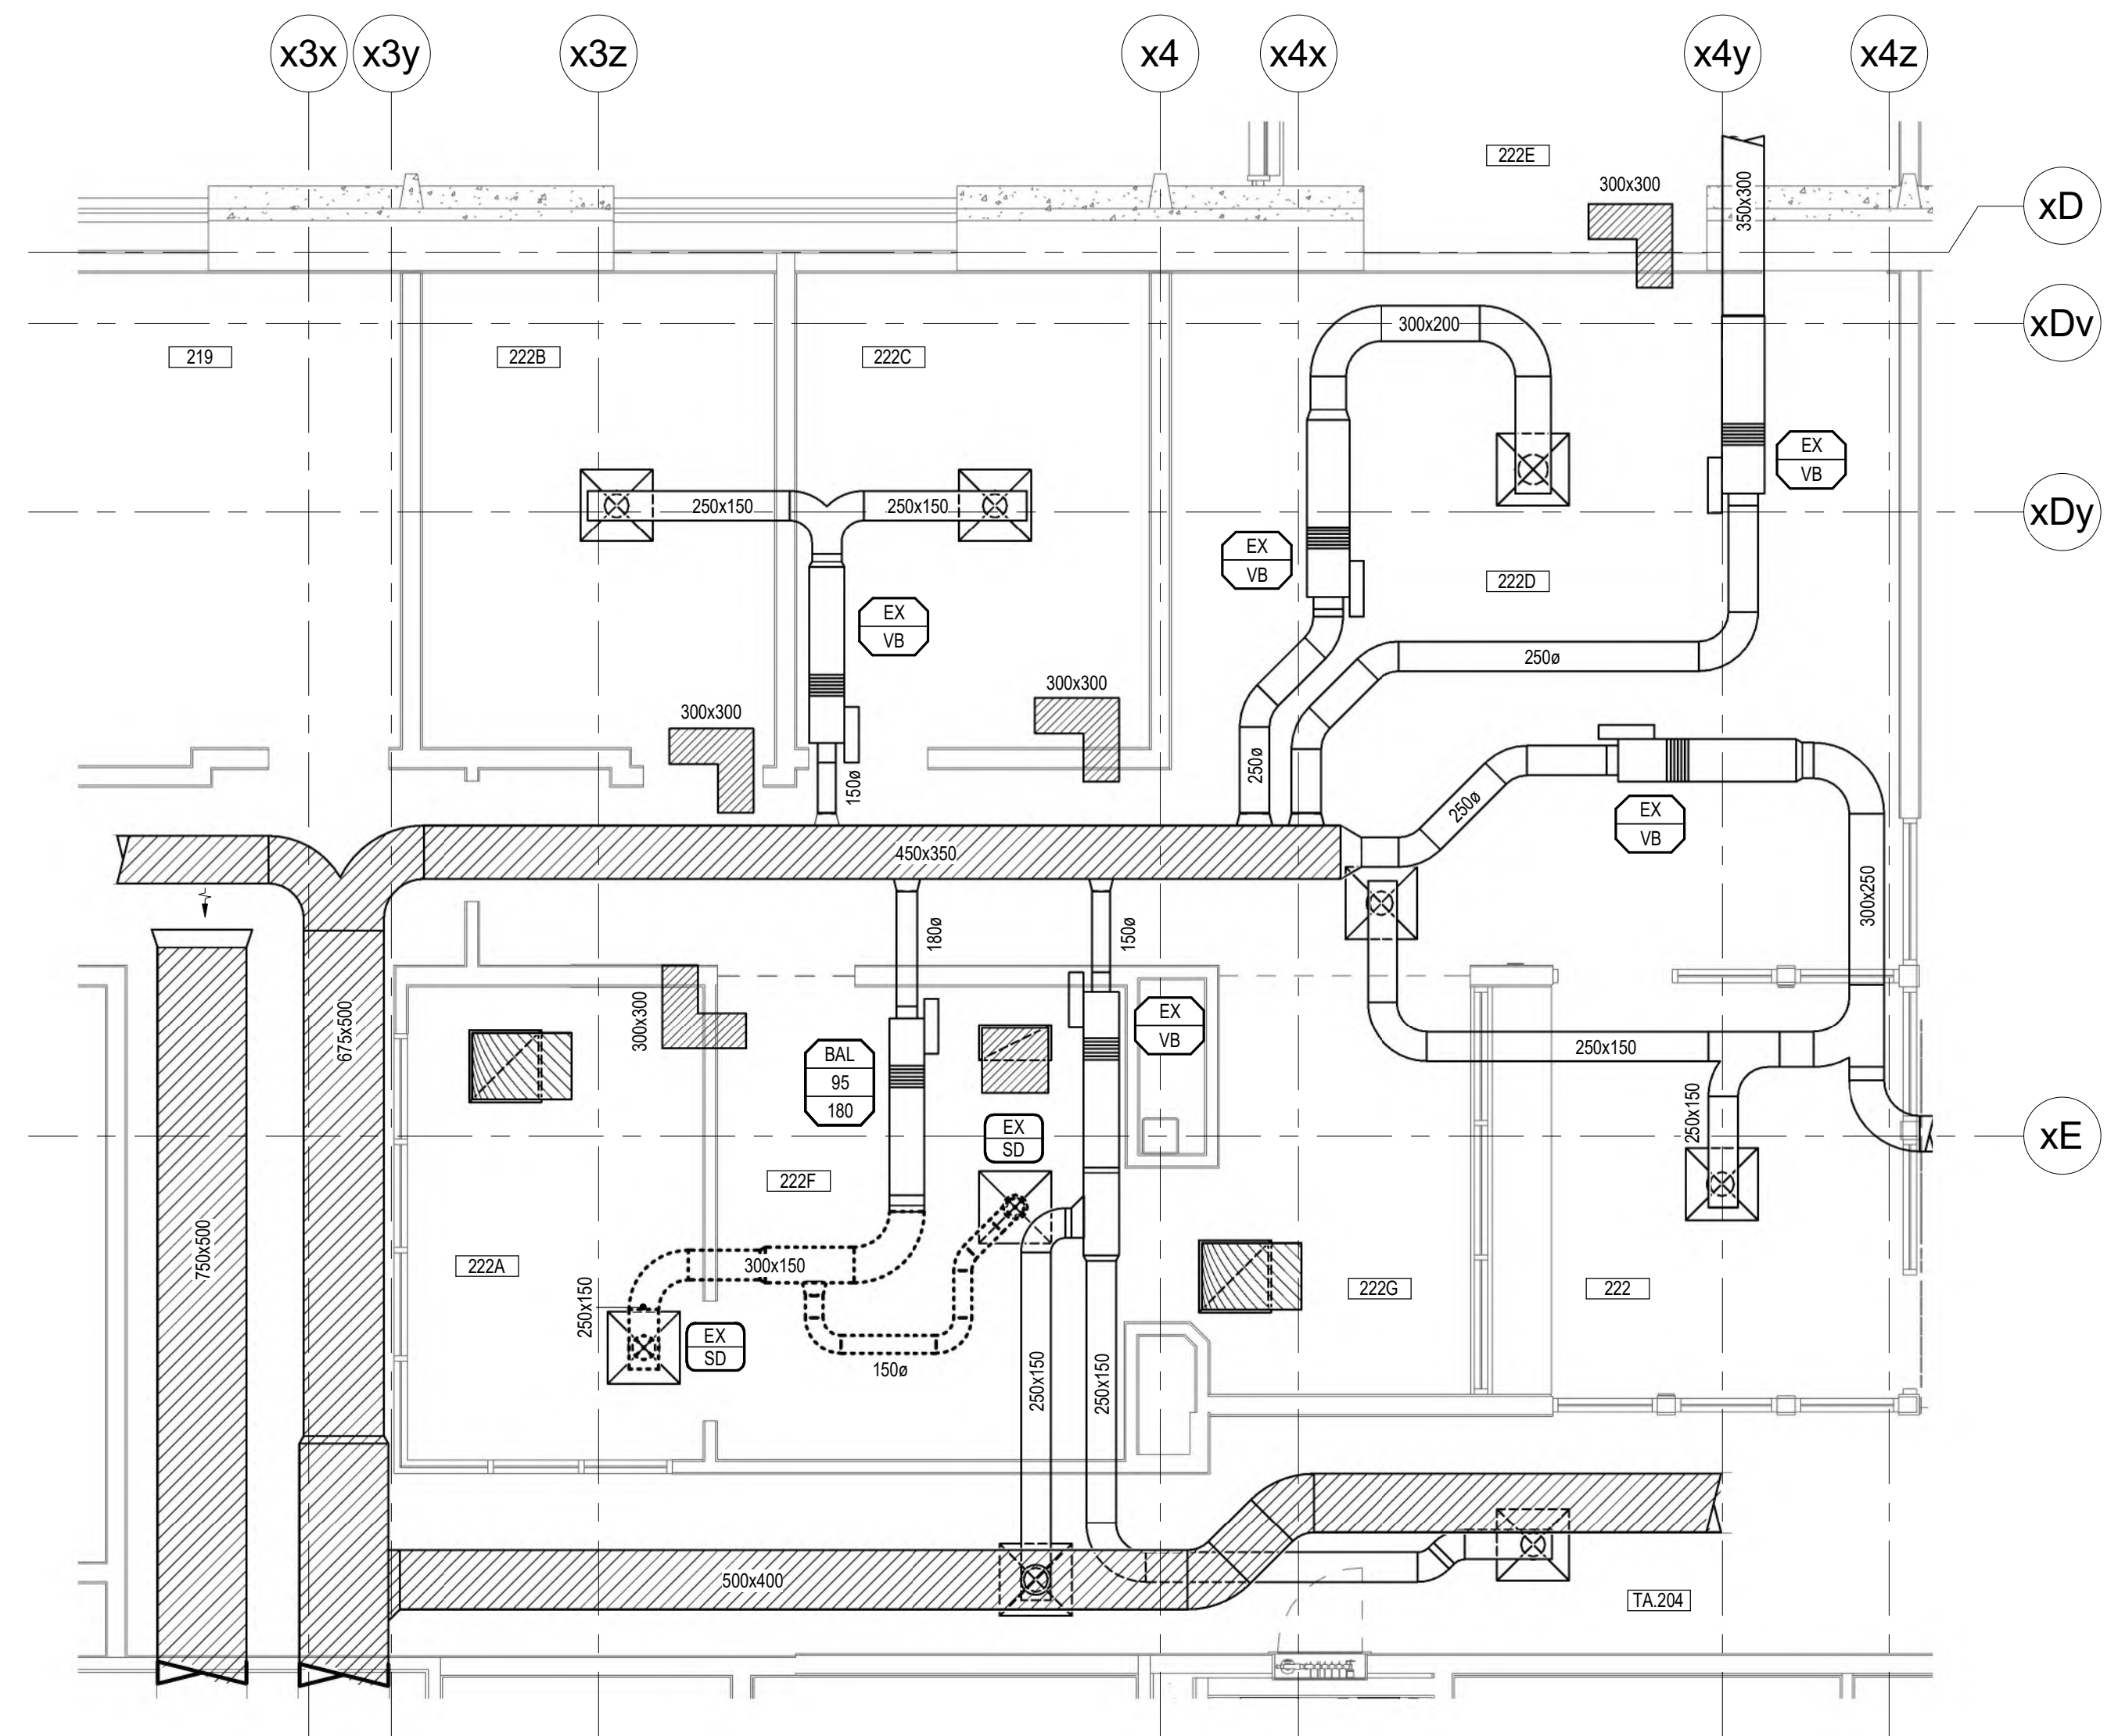 x3x
x3y
x3z
x4
x4x
x4y
x4z
222E
300x300
350x300
xD
xDv
219
222B
222C
300x200
EX
VB
250x150
250x150
xDy
EX
VB
222D
EX
VB
250ø
300x300
300x300
150ø
250ø
250ø
EX
VB
450x350
300x250
180ø
150ø
675x500
300x300
EX
VB
BAL
95
180
250x150
250x150
EX
SD
xE
222F
750x500
222A
300x150
250x150
222G
222
EX
SD
150ø
250x150
250x150
500x400
TA.204